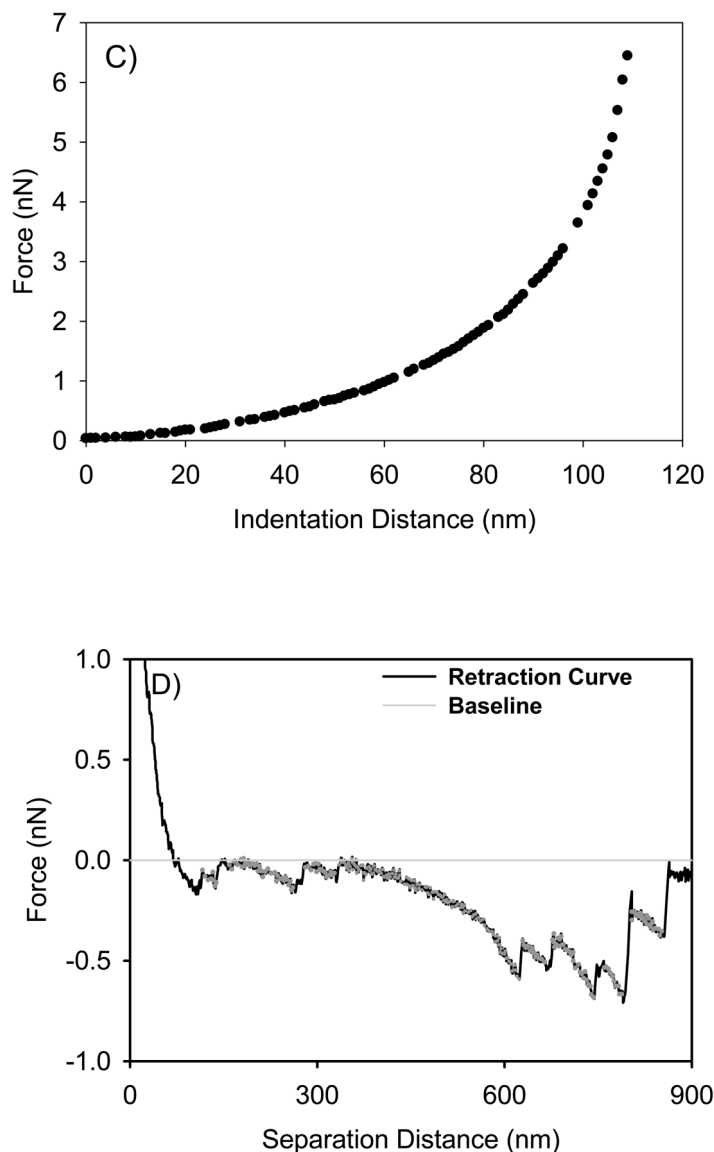 C)
7
6
5
4
3
2
1
0
Force (nN)
0 20 40 60 80 100 120
Indentation Distance (nm)
D)
Retraction Curve
Baseline
1.0
0.5
0.0
-0.5
-1.0
Force (nN)
0 300 600 900
Separation Distance (nm)